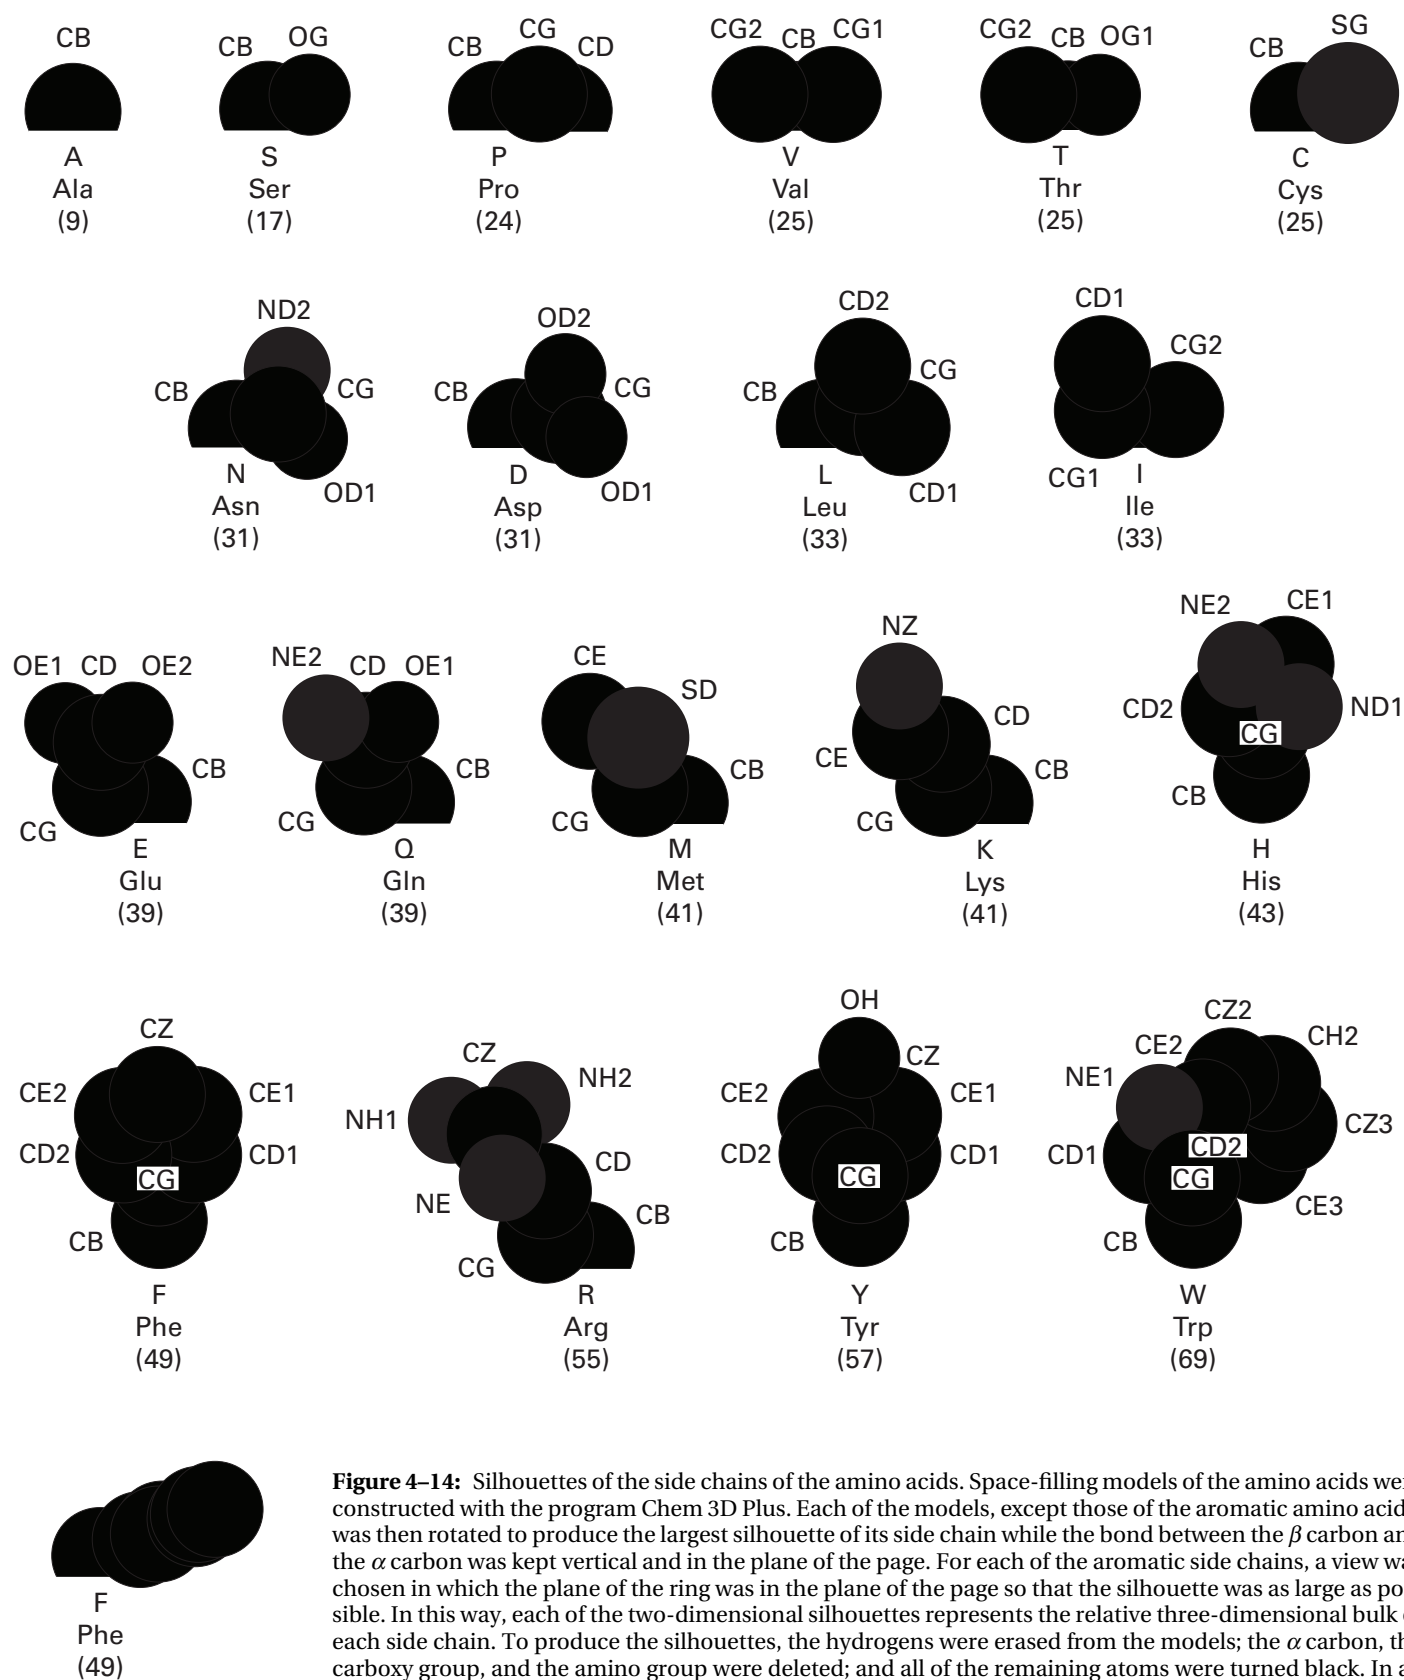 CB
CB OG
CB CG CD
CG2 CB CG1
CG2 CB OG1
CB SG
A S P V T C
Ala Ser Pro Val Thr Cys
(9) (17) (24) (25) (25) (25)
ND2
CB CG
OD1
OD2
CB CG
OD1
CD2
CB CG
CD1
CD1
CG2
CG1
N D L I
Asn Asp Leu Ile
(31) (31) (33) (33)
OE1 CD OE2
CB
CG
NE2 CD OE1
CB
CG
CE
SD
CB
CG
NZ
CD
CE
CB
CG
NE2 CE1
CD2 ND1
CG
CB
E Q M K H
Glu Gln Met Lys His
(39) (39) (41) (41) (43)
CZ
CE2 CE1
CD2 CD1
CG
CB
CZ
NH2
NH1
CD
NE
CB
CG
OH
CZ
CE2 CE1
CD2 CD1
CG
CB
CZ2
CH2
CE2
NE1
CZ3
CD2
CD1
CG
CE3
CB
F R Y W
Phe Arg Tyr Trp
(49) (55) (57) (69)
F
Phe
(49)
Figure 4–14: Silhouettes of the side chains of the amino acids. Space-filling models of the amino acids
constructed with the program Chem 3D Plus. Each of the models, except those of the aromatic amino
was then rotated to produce the largest silhouette of its side chain while the bond between the β carbon
the α carbon was kept vertical and in the plane of the page. For each of the aromatic side chains, a view
chosen in which the plane of the ring was in the plane of the page so that the silhouette was as large as
sible. In this way, each of the two-dimensional silhouettes represents the relative three-dimensional bulk
each side chain. To produce the silhouettes, the hydrogens were erased from the models; the α carbon,
carboxy group, and the amino group were deleted; and all of the remaining atoms were turned black. In